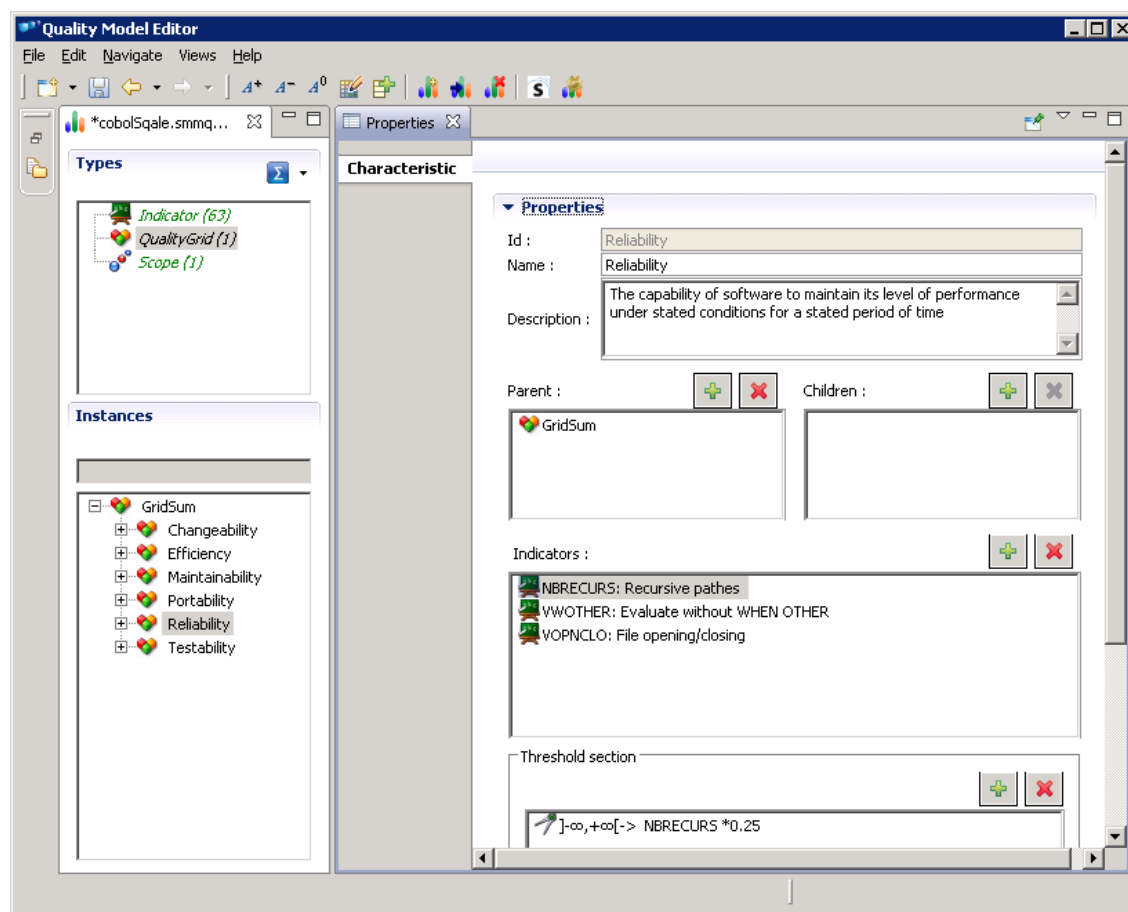 Quality Model Editor
File Edit Navigate Views Help
A+ A- A0 S
*cobolSqale.smmq...
Properties
Types
Σ
Characteristic
Indicator (63)
QualityGrid (1)
Scope (1)
Properties
Id :
Reliability
Name :
Reliability
Description :
The capability of software to maintain its level of performance
under stated conditions for a stated period of time
Parent :
Children :
GridSum
Instances
GridSum
Changeability
Efficiency
Maintainability
Portability
Reliability
Testability
Indicators :
NBRECURS: Recursive pathes
VWOTHER: Evaluate without WHEN OTHER
VOPNCLO: File opening/closing
Threshold section
]-∞,+∞[-> NBRECURS *0.25